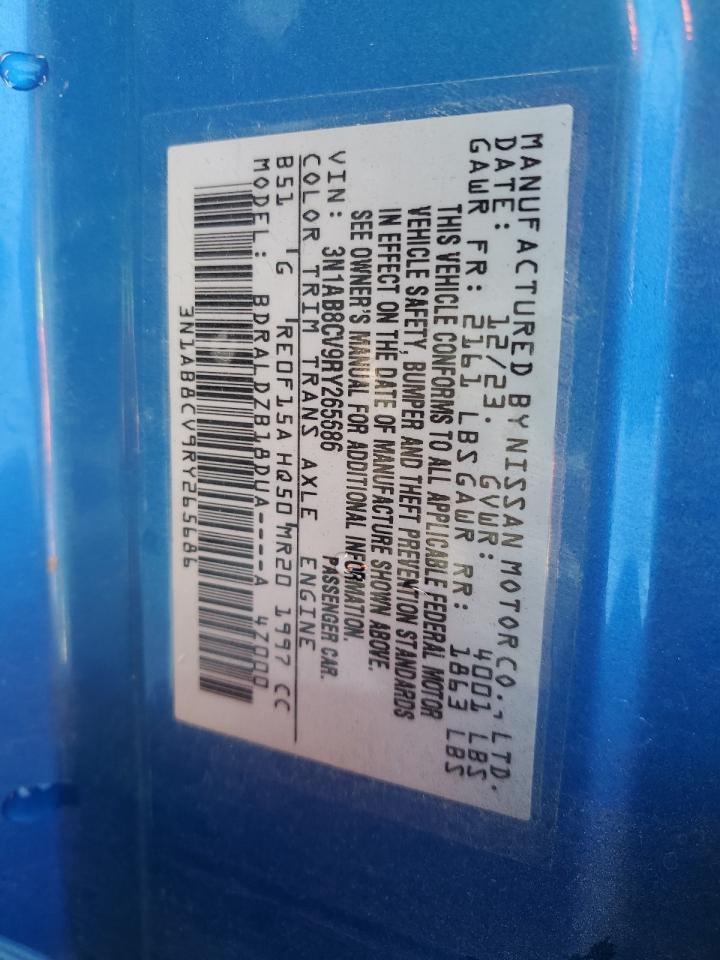 MANUFACTURED BY NISSAN MOTOR CO., LTD.
DATE: 12/23. GVWR: 4001 LBS
GAWR FR: 2161 LBS GAWR RR: 1863 LBS
THIS VEHICLE CONFORMS TO ALL APPLICABLE FEDERAL MOTOR
VEHICLE SAFETY, BUMPER AND THEFT PREVENTION STANDARDS
IN EFFECT ON THE DATE OF MANUFACTURE SHOWN ABOVE.
SEE OWNER'S MANUAL FOR ADDITIONAL INFORMATION.
VIN: 3N1AB8CV9RY265686 PASSENGER CAR.
COLOR TRIM TRANS AXLE ENGINE
B51 G RE0F15A HQ50 MR20 1997 CC
MODEL: BDRALDZB18DUA----A 47000
3N1AB8CV9RY265686